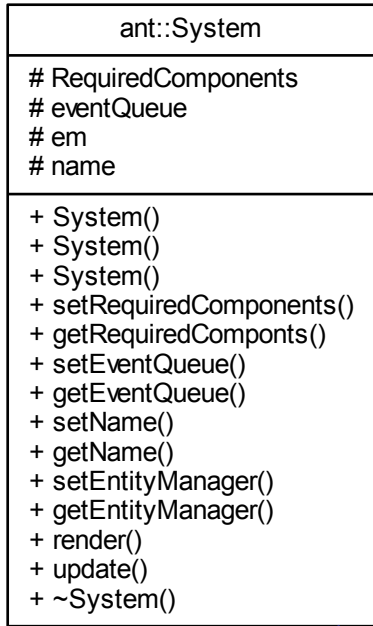 ant::System
# RequiredComponents
# eventQueue
# em
# name
+ System()
+ System()
+ System()
+ setRequiredComponents()
+ getRequiredComponts()
+ setEventQueue()
+ getEventQueue()
+ setName()
+ getName()
+ setEntityManager()
+ getEntityManager()
+ render()
+ update()
+ ~System()